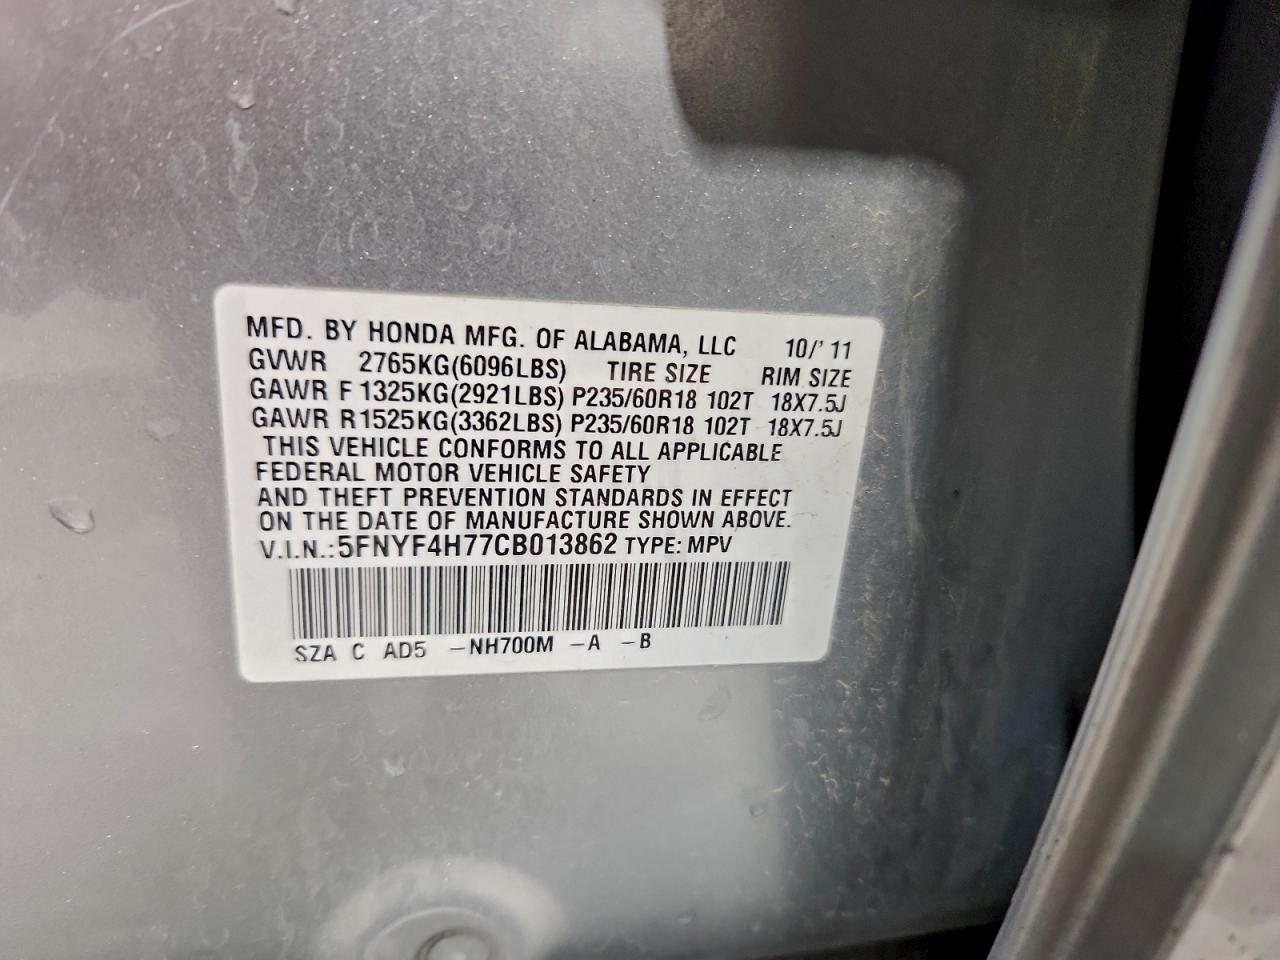 MFD. BY HONDA MFG. OF ALABAMA, LLC 10/'11
GVWR 2765KG(6096LBS) TIRE SIZE RIM SIZE
GAWR F 1325KG(2921LBS) P235/60R18 102T 18X7.5J
GAWR R1525KG(3362LBS) P235/60R18 102T 18X7.5J
THIS VEHICLE CONFORMS TO ALL APPLICABLE
FEDERAL MOTOR VEHICLE SAFETY
AND THEFT PREVENTION STANDARDS IN EFFECT
ON THE DATE OF MANUFACTURE SHOWN ABOVE.
V.I.N.:5FNYF4H77CB013862 TYPE: MPV
SZA C AD5 -NH700M -A -B